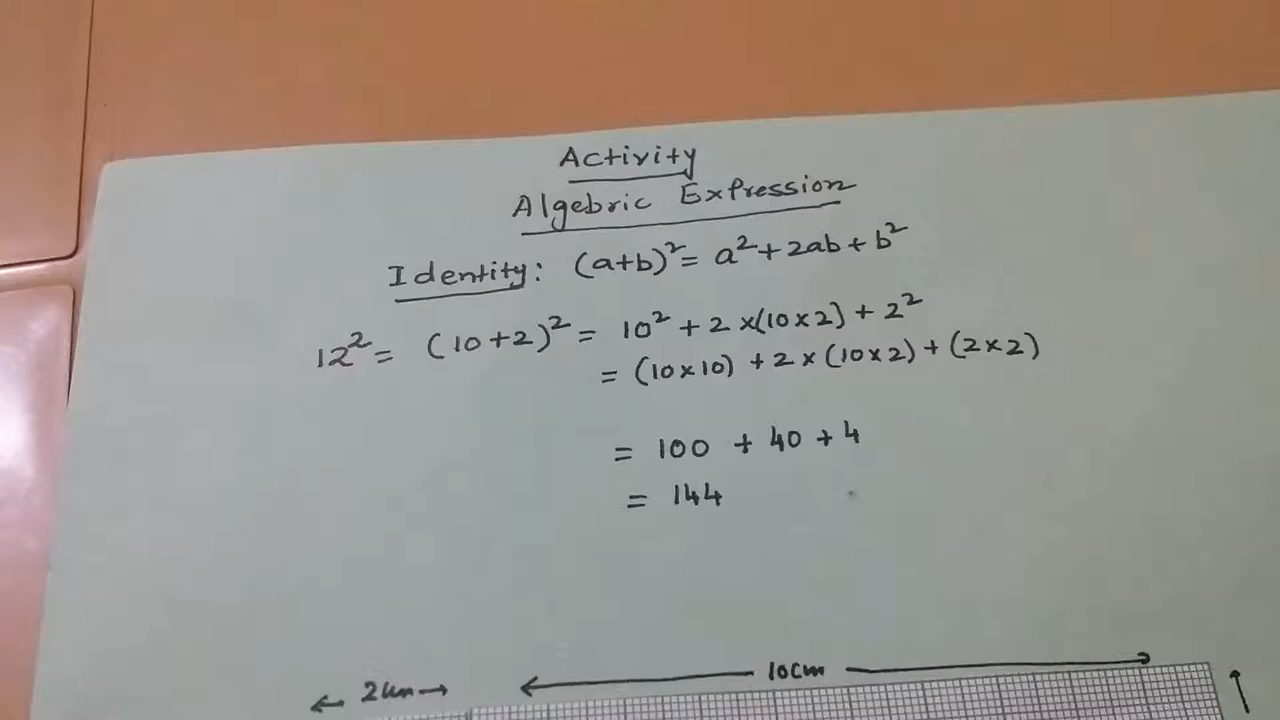 Activity
Algebric Expression
Identity: (a+b)² = a² + 2ab + b²
12² = (10+2)² = 10² + 2 ×(10×2) + 2²
= (10×10) + 2 × (10×2) + (2×2)
= 100 + 40 + 4
= 144
2cm 10cm